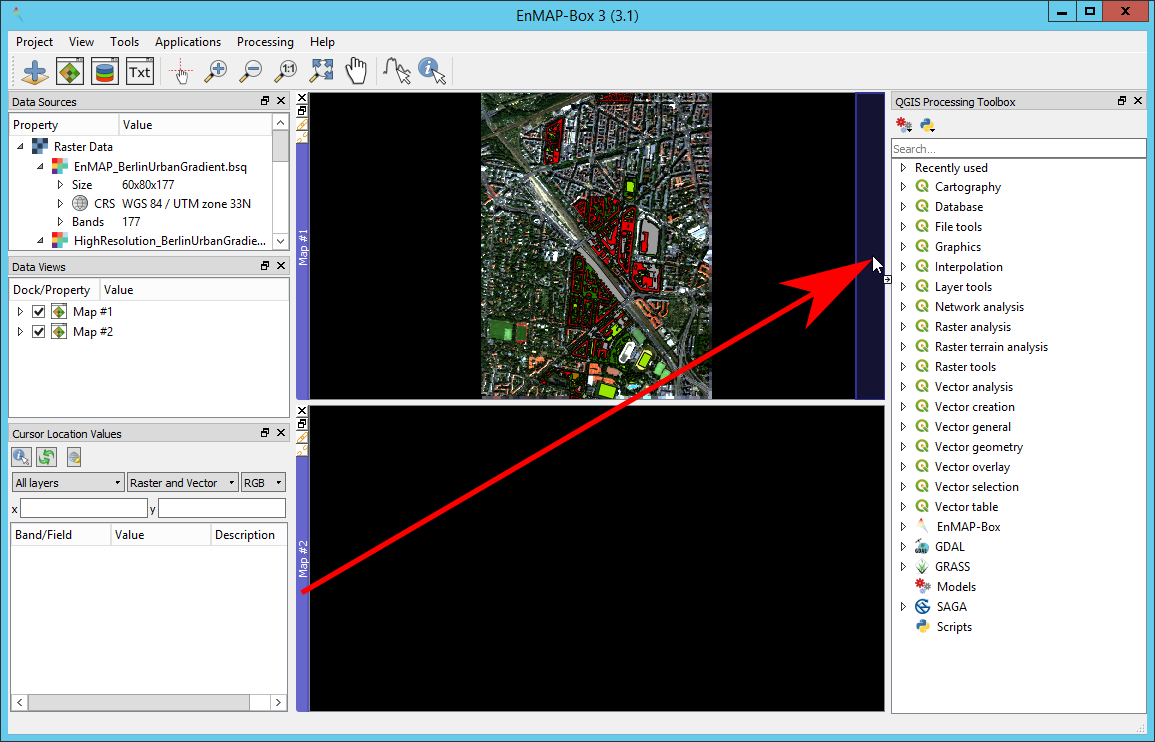 EnMAP-Box 3 (3.1)
Project View Tools Applications Processing Help
Txt 1:1
Data Sources
Property Value
Raster Data
EnMAP_BerlinUrbanGradient.bsq
Size 60x80x177
CRS WGS 84 / UTM zone 33N
Bands 177
HighResolution_BerlinUrbanGradie...
Data Views
Dock/Property Value
Map #1
Map #2
Cursor Location Values
All layers Raster and Vector RGB
x y
Band/Field Value Description
Map #1
Map #2
QGIS Processing Toolbox
Search...
Recently used
Cartography
Database
File tools
Graphics
Interpolation
Layer tools
Network analysis
Raster analysis
Raster terrain analysis
Raster tools
Vector analysis
Vector creation
Vector general
Vector geometry
Vector overlay
Vector selection
Vector table
EnMAP-Box
GDAL
GRASS
Models
SAGA
Scripts